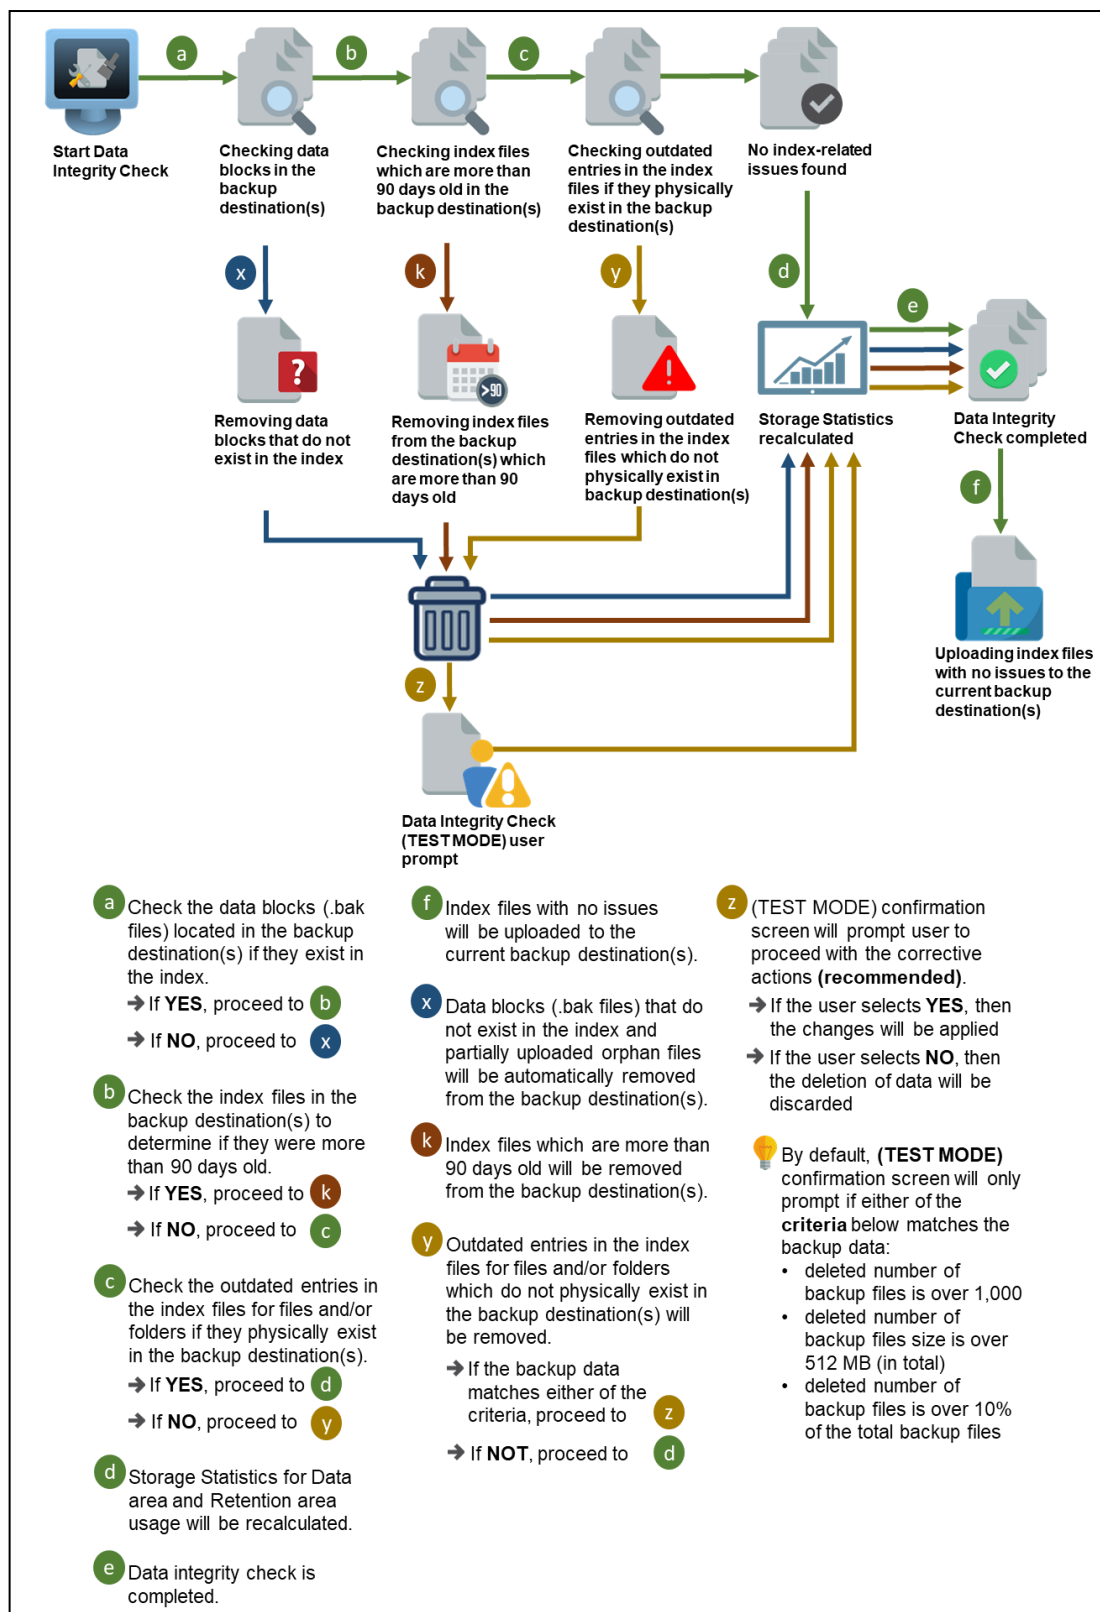 a
b
c
Start Data
Integrity Check
Checking data
blocks in the
backup
destination(s)
Checking index files
which are more than
90 days old in the
backup destination(s)
Checking outdated
entries in the index
files if they physically
exist in the backup
destination(s)
No index-related
issues found
x
k
y
d
e
?
>90
!
Removing data
blocks that do not
exist in the index
Removing index files
from the backup
destination(s) which
are more than 90
days old
Removing outdated
entries in the index
files which do not
physically exist in
backup destination(s)
Storage Statistics
recalculated
Data Integrity
Check completed
f
Uploading index files
with no issues to the
current backup
destination(s)
z
!
Data Integrity Check
(TEST MODE) user
prompt
a Check the data blocks (.bak
files) located in the backup
destination(s) if they exist in
the index.
➔ If YES, proceed to b
➔ If NO, proceed to x
b Check the index files in the
backup destination(s) to
determine if they were more
than 90 days old.
➔ If YES, proceed to k
➔ If NO, proceed to c
c Check the outdated entries in
the index files for files and/or
folders if they physically exist
in the backup destination(s).
➔ If YES, proceed to d
➔ If NO, proceed to y
d Storage Statistics for Data
area and Retention area
usage will be recalculated.
e Data integrity check is
completed.
f Index files with no issues
will be uploaded to the
current backup destination(s).
x Data blocks (.bak files) that do
not exist in the index and
partially uploaded orphan files
will be automatically removed
from the backup destination(s).
k Index files which are more than
90 days old will be removed
from the backup destination(s).
y Outdated entries in the index
files for files and/or folders
which do not physically exist in
the backup destination(s) will
be removed.
➔ If the backup data
matches either of the
criteria, proceed to z
➔ If NOT, proceed to d
z (TEST MODE) confirmation
screen will prompt user to
proceed with the corrective
actions (recommended).
➔ If the user selects YES, then
the changes will be applied
➔ If the user selects NO, then
the deletion of data will be
discarded
By default, (TEST MODE)
confirmation screen will only
prompt if either of the
criteria below matches the
backup data:
• deleted number of
backup files is over 1,000
• deleted number of
backup files size is over
512 MB (in total)
• deleted number of
backup files is over 10%
of the total backup files